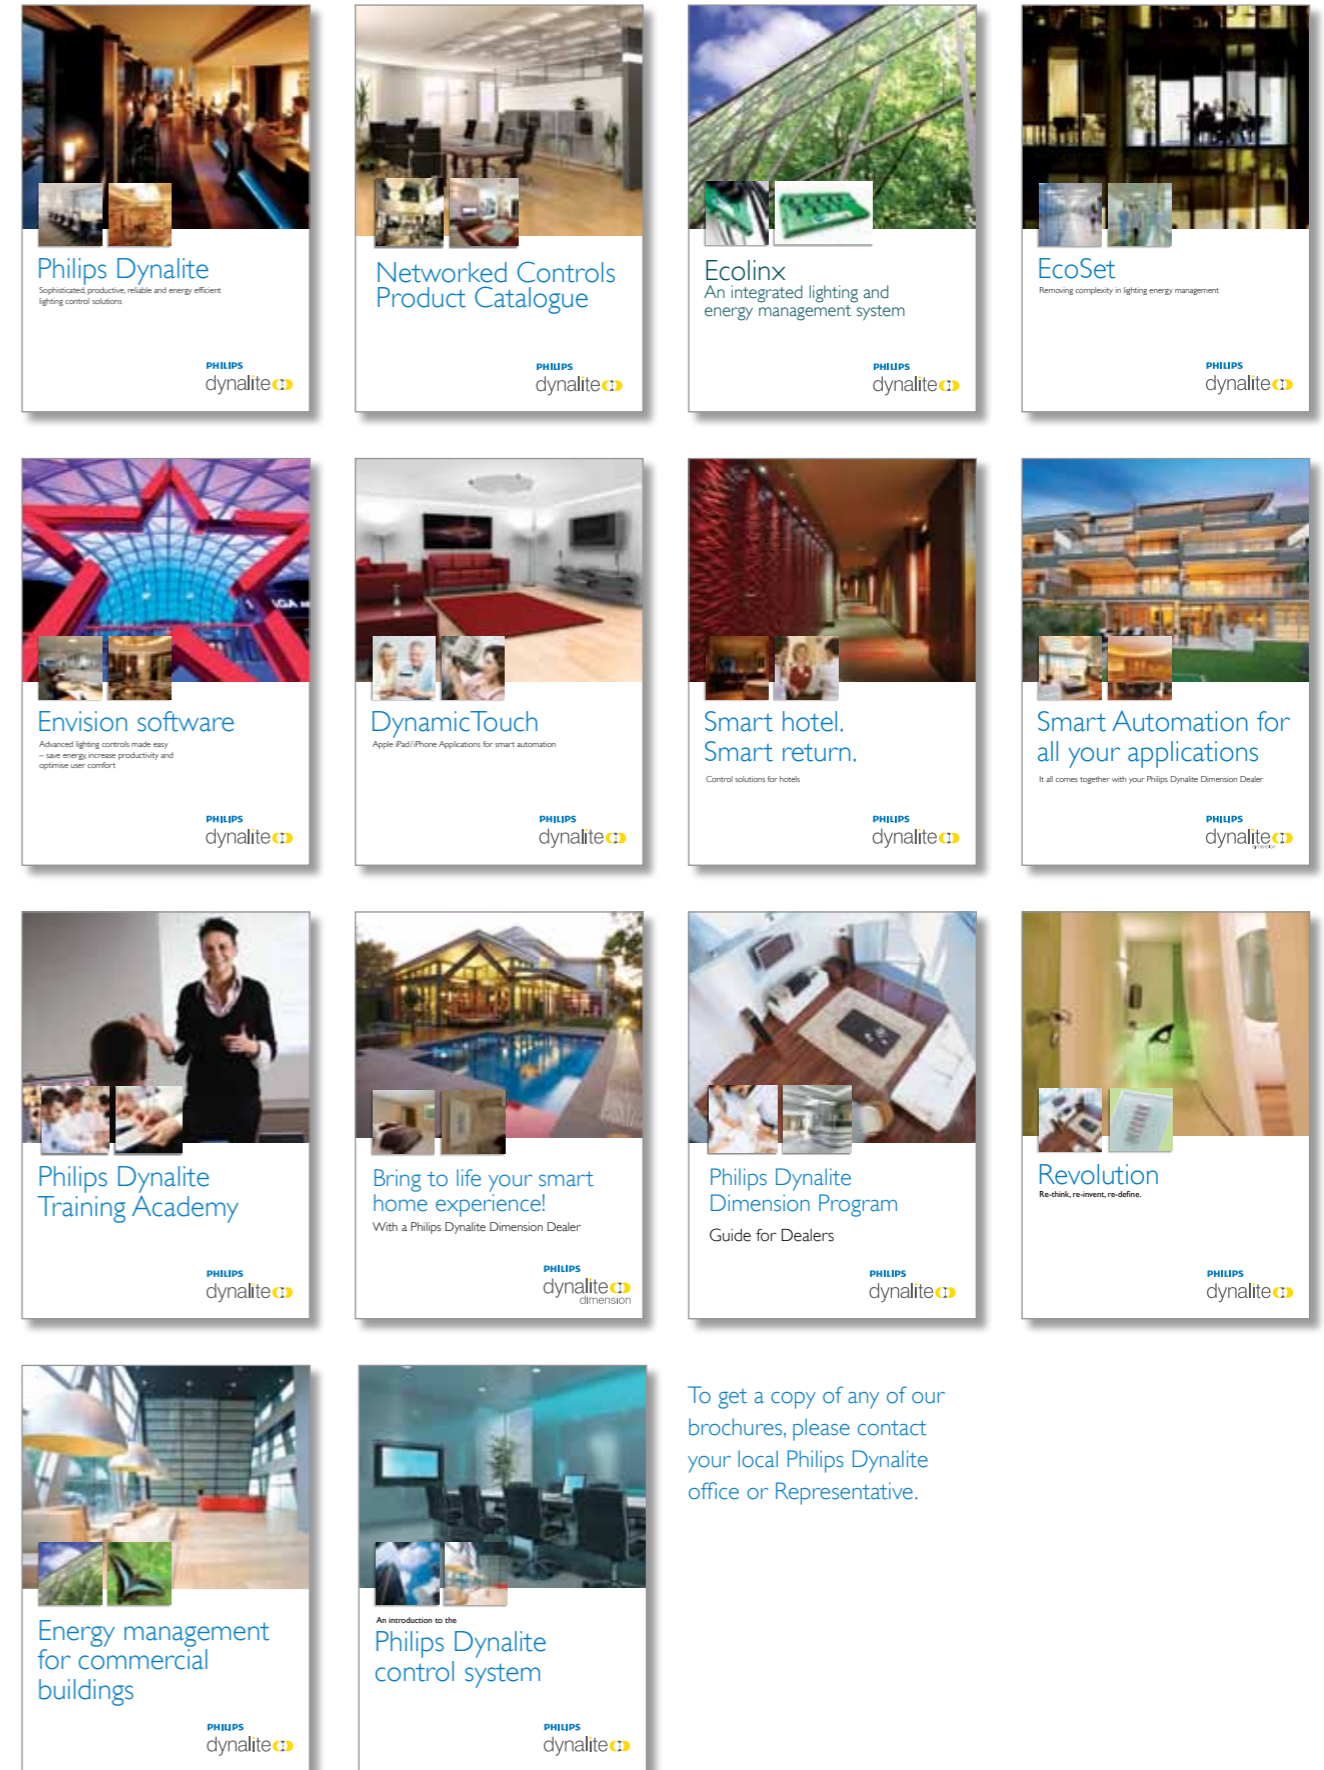 Philips Dynalite
Sophisticated, productive, reliable and energy efficient
lighting control solutions
PHILIPS
dynalite
Networked Controls
Product Catalogue
PHILIPS
dynalite
Ecolinx
An integrated lighting and
energy management system
PHILIPS
dynalite
EcoSet
Removing complexity in lighting energy management
PHILIPS
dynalite
Envision software
Advanced lighting controls made easy
– save energy, increase productivity and
optimise user comfort
PHILIPS
dynalite
DynamicTouch
Apple iPad/iPhone Applications for smart automation
PHILIPS
dynalite
Smart hotel.
Smart return.
Control solutions for hotels
PHILIPS
dynalite
Smart Automation for
all your applications
It all comes together with your Philips Dynalite Dimension Dealer
PHILIPS
dynalite
dimension
Philips Dynalite
Training Academy
PHILIPS
dynalite
Bring to life your smart
home experience!
With a Philips Dynalite Dimension Dealer
PHILIPS
dynalite
dimension
Philips Dynalite
Dimension Program
Guide for Dealers
PHILIPS
dynalite
Revolution
Re-think, re-invent, re-define.
PHILIPS
dynalite
Energy management
for commercial
buildings
PHILIPS
dynalite
An introduction to the
Philips Dynalite
control system
PHILIPS
dynalite
To get a copy of any of our
brochures, please contact
your local Philips Dynalite
office or Representative.